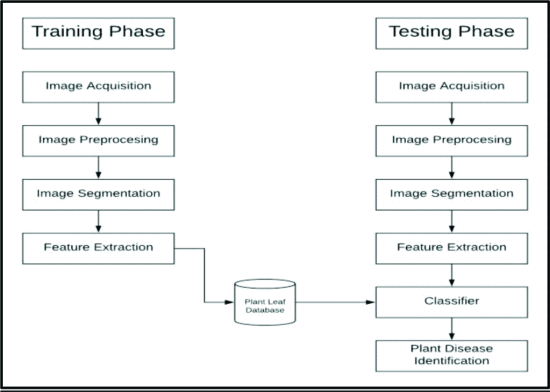 Training Phase
Image Acquisition
Image Preprocesing
Image Segmentation
Feature Extraction
Plant Leaf
Database
Testing Phase
Image Acquisition
Image Preprocesing
Image Segmentation
Feature Extraction
Classifier
Plant Disease
Identification